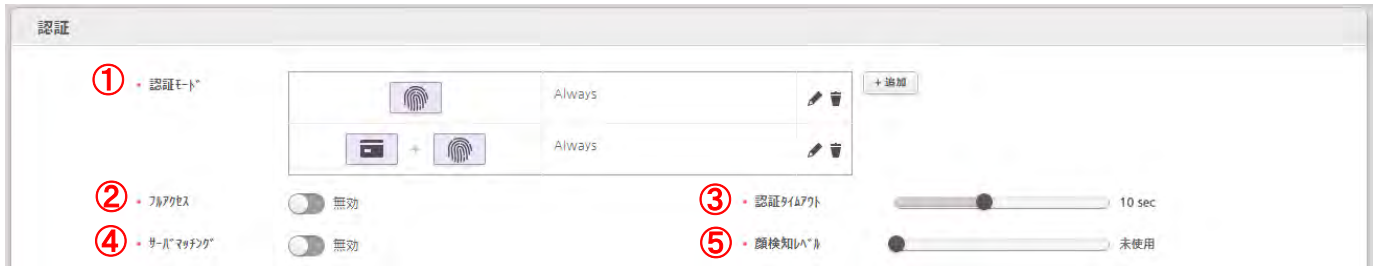 認証
① • 認証ﾓｰﾄﾞ
Always
+ 追加
+
Always
② • ﾌﾙｱｸｾｽ
無効
③ • 認証ﾀｲﾑｱｳﾄ
10 sec
④ • ｻｰﾊﾞﾏｯﾁﾝｸﾞ
無効
⑤ • 顔検知ﾚﾍﾞﾙ
未使用